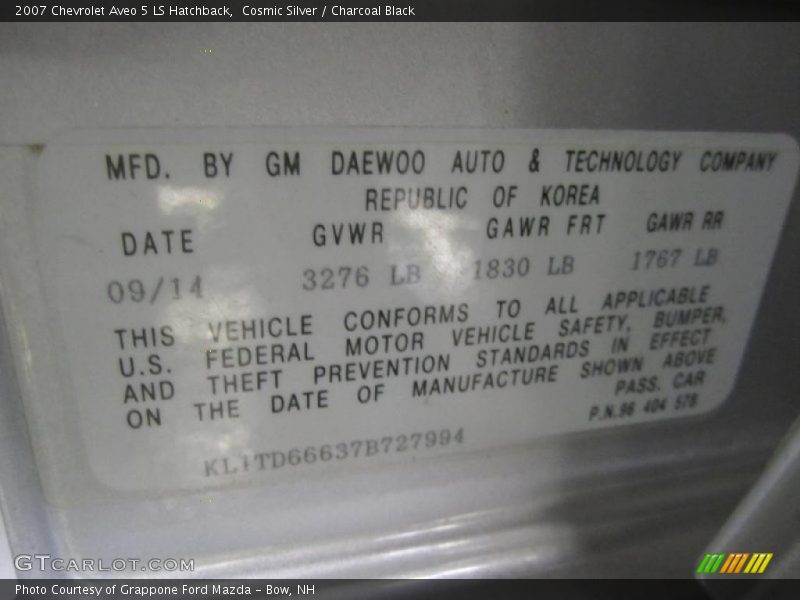 2007 Chevrolet Aveo 5 LS Hatchback,  Cosmic Silver / Charcoal Black
MFD. BY GM DAEWOO AUTO & TECHNOLOGY COMPANY
REPUBLIC OF KOREA
DATE GVWR GAWR FRT GAWR RR
09/14 3276 LB 1830 LB 1767 LB
THIS VEHICLE CONFORMS TO ALL APPLICABLE
U.S. FEDERAL MOTOR VEHICLE SAFETY, BUMPER,
AND THEFT PREVENTION STANDARDS IN EFFECT
ON THE DATE OF MANUFACTURE SHOWN ABOVE
PASS. CAR
P.N.96 404 578
KL1TD66637B727994
GTCARLOT.COM
Photo Courtesy of Grappone Ford Mazda – Bow, NH